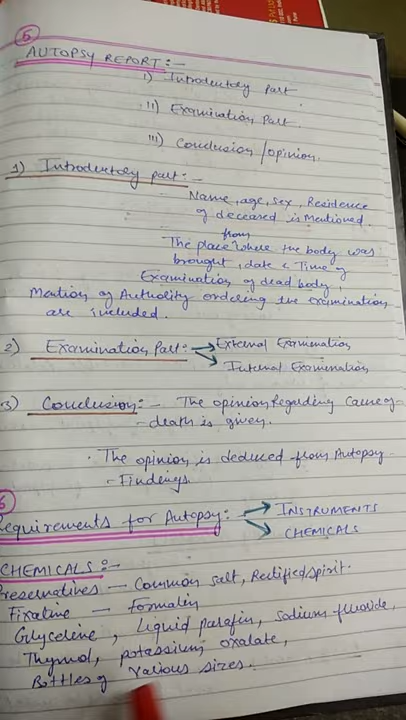 5
AUTOPSY REPORT :-
i) Introductory Part
ii) Examination Part.
iii) Conclusion / opinion.
1) Introductory part :-
Name, age, sex, Residence
of deceased is Mentioned.
from
The place where the body was
brought, date & Time of
Examination of dead body,
Mention of Authority ordering the examination
are included.
2) Examination Part: → External Examination
→ Internal Examination
3) Conclusion :- The opinion Regarding Cause of-
-death is given.
· The opinion is deduced from Autopsy-
-Findings.
6
Requirements for Autopsy: → INSTRUMENTS
→ CHEMICALS
CHEMICALS :-
Preservatives — Common salt, Rectified spirit.
Fixative — formalin
Glyceline, Liquid parafin, sodium fluoride,
Thymol, potassium oxalate,
Bottles of various sizes.